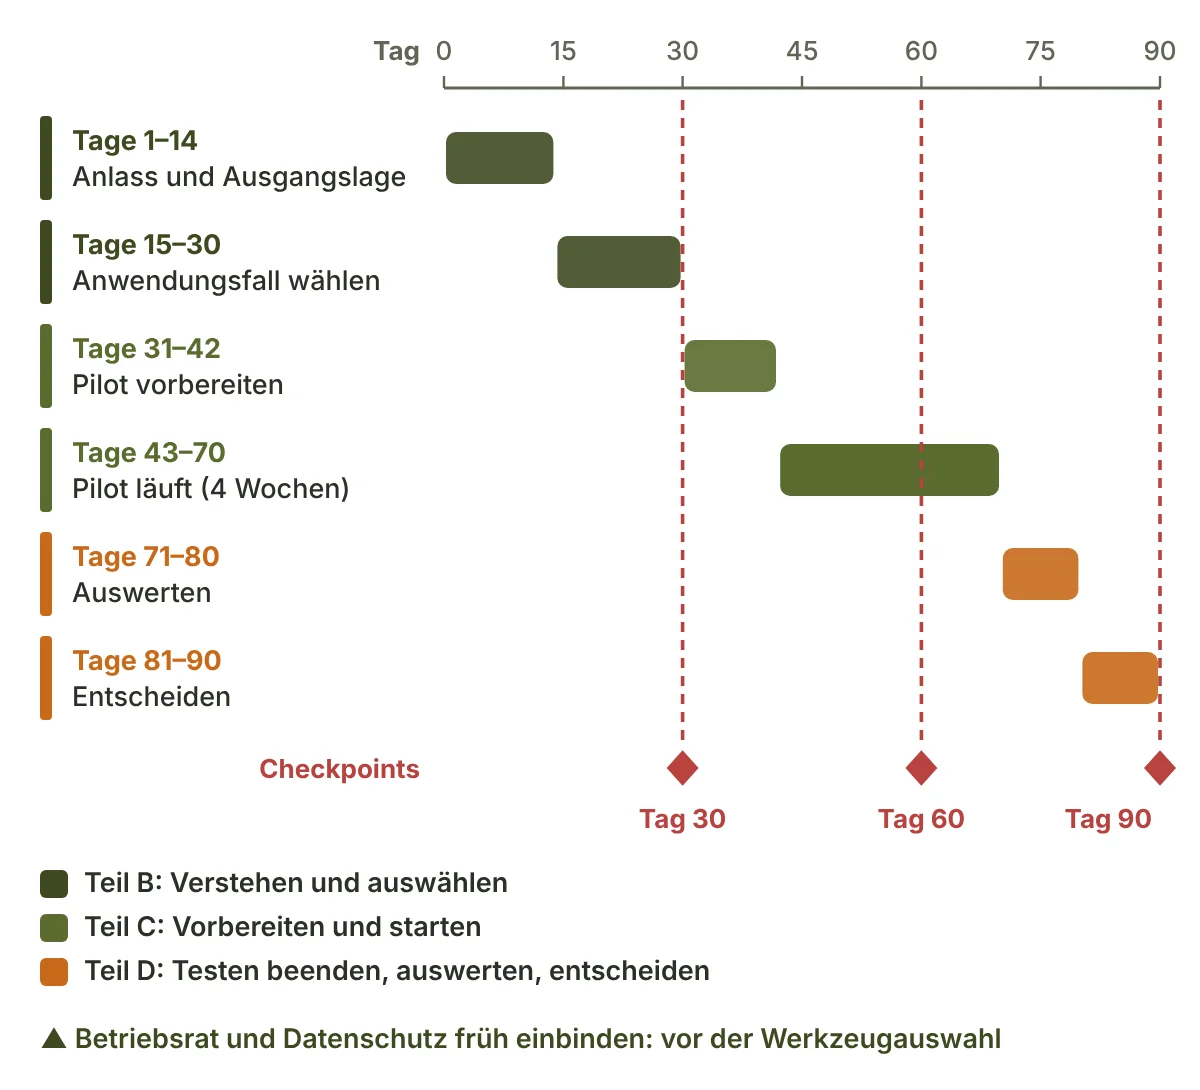 Tag 0 15 30 45 60 75 90
Tage 1–14
Anlass und Ausgangslage
Tage 15–30
Anwendungsfall wählen
Tage 31–42
Pilot vorbereiten
Tage 43–70
Pilot läuft (4 Wochen)
Tage 71–80
Auswerten
Tage 81–90
Entscheiden
Checkpoints
Tag 30 Tag 60 Tag 90
Teil B: Verstehen und auswählen
Teil C: Vorbereiten und starten
Teil D: Testen beenden, auswerten, entscheiden
▲ Betriebsrat und Datenschutz früh einbinden: vor der Werkzeugauswahl